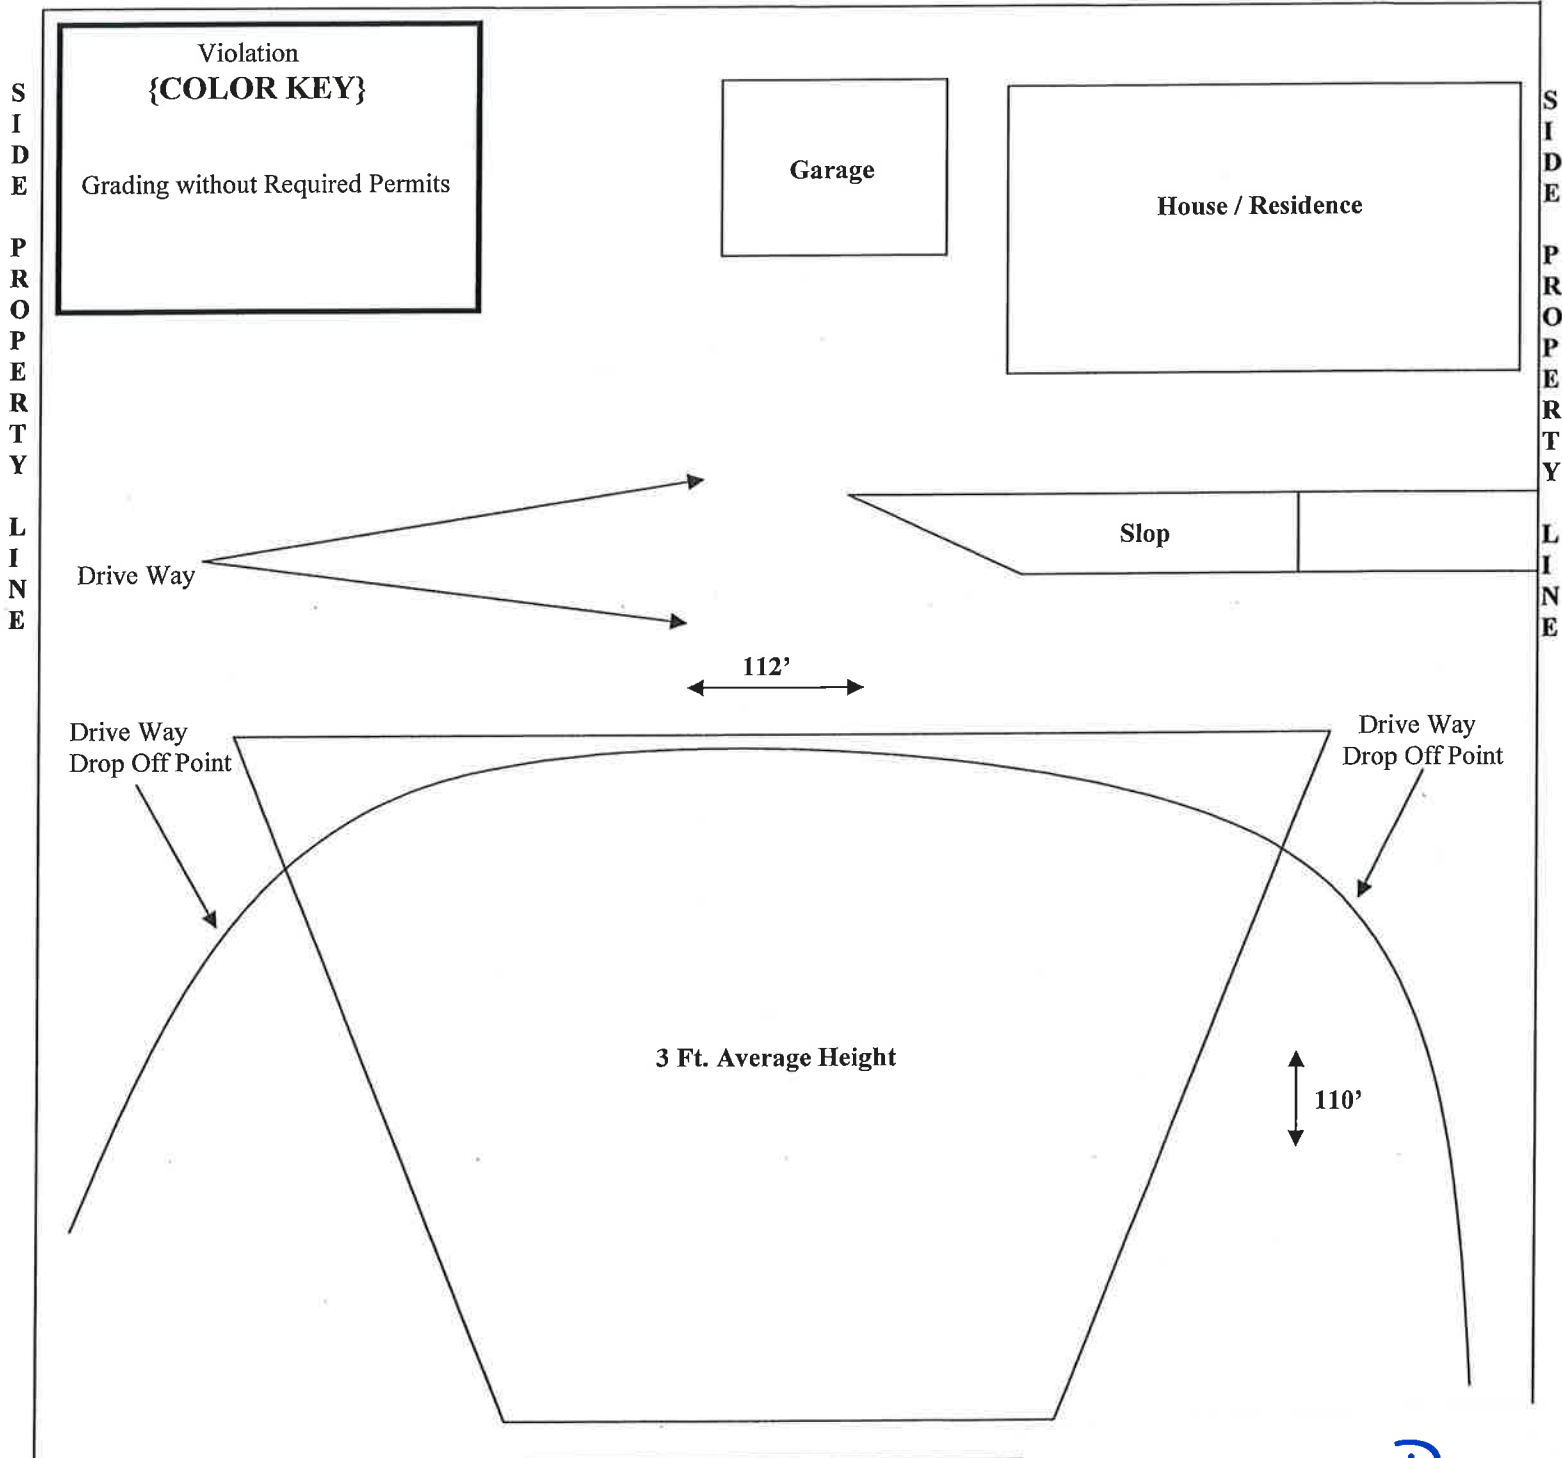 Violation
{COLOR KEY}
Grading without Required Permits
Garage
House / Residence
SIDE PROPERTY LINE
SIDE PROPERTY LINE
Slop
Drive Way
112’
Drive Way
Drop Off Point
Drive Way
Drop Off Point
3 Ft. Average Height
110’